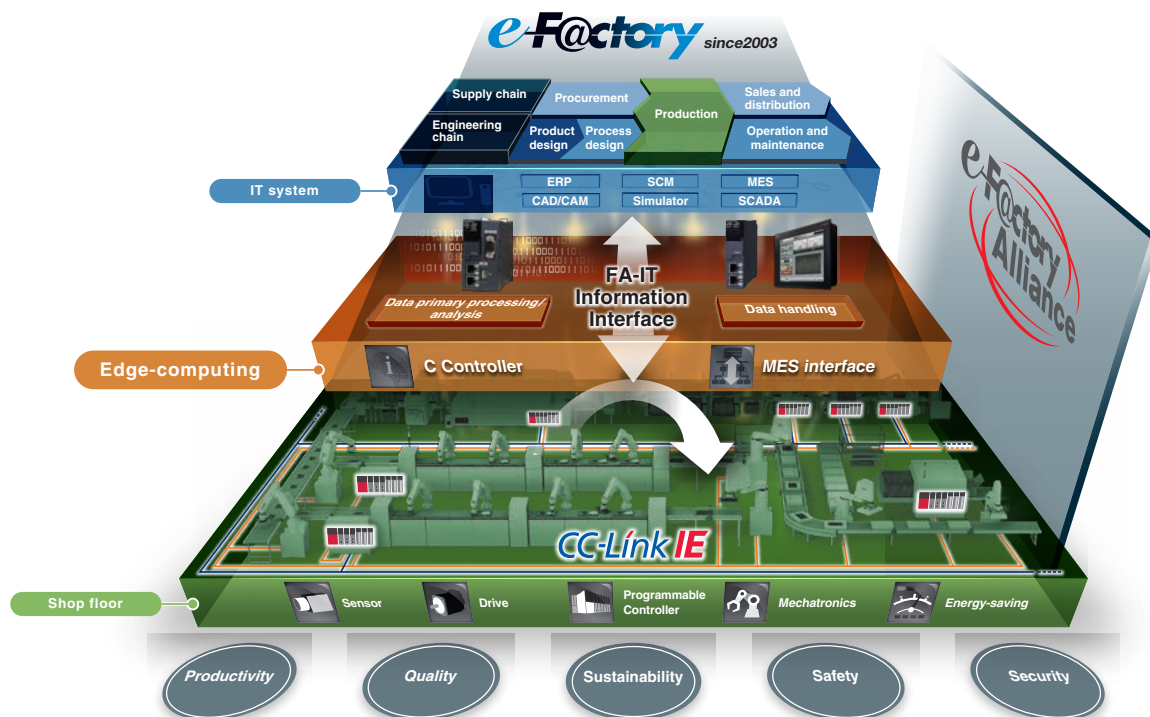 e-F@ctory since2003
Supply chain
Procurement
Production
Sales and
distribution
Engineering
chain
Product
design
Process
design
Operation and
maintenance
IT system
ERP
SCM
MES
CAD/CAM
Simulator
SCADA
FA-IT
Information
Interface
Data primary processing/
analysis
Data handling
Edge-computing
C Controller
MES interface
e-F@ctory
Alliance
CC-Link IE
Shop floor
Sensor
Drive
Programmable
Controller
Mechatronics
Energy-saving
Productivity
Quality
Sustainability
Safety
Security